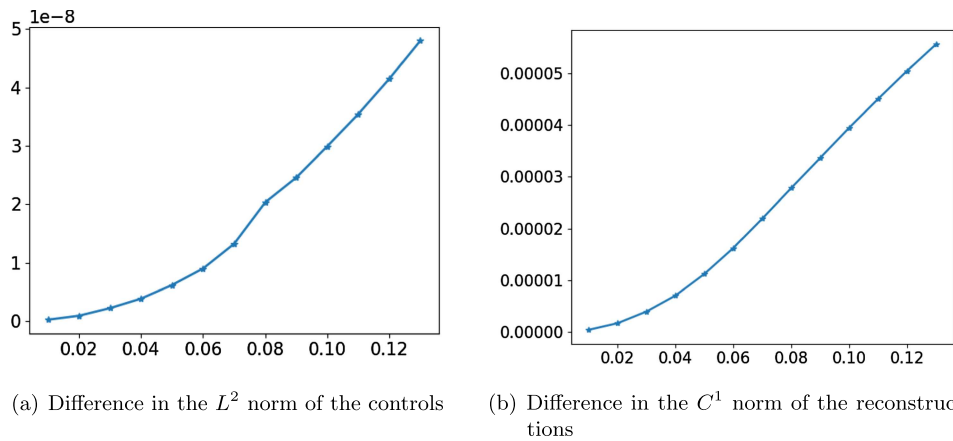 1e−8
5
4
3
2
1
0
0.02 0.04 0.06 0.08 0.10 0.12
0.00005
0.00004
0.00003
0.00002
0.00001
0.00000
0.02 0.04 0.06 0.08 0.10 0.12
(a) Difference in the L² norm of the controls
(b) Difference in the C¹ norm of the reconstruc
tions